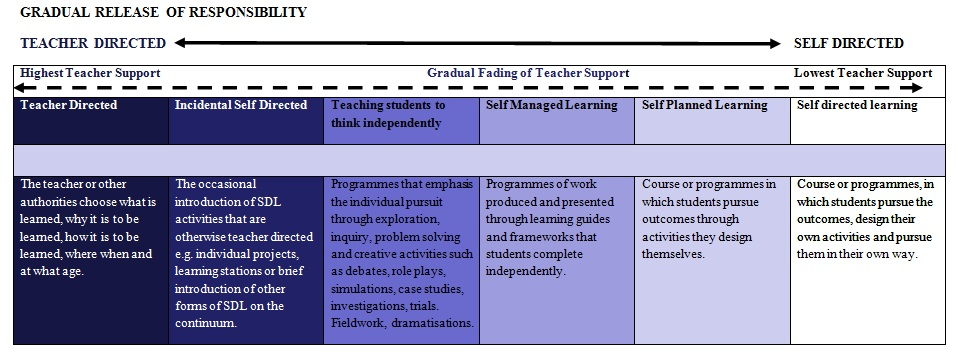 GRADUAL RELEASE OF RESPONSIBILITY
TEACHER DIRECTED
SELF DIRECTED
Highest Teacher Support
Gradual Fading of Teacher Support
Lowest Teacher Support
Teacher Directed
Incidental Self Directed
Teaching students to
think independently
Self Managed Learning
Self Planned Learning
Self directed learning
The teacher or other
authorities choose what is
learned, why it is to be
learned, how it is to be
learned, where when and
at what age.
The occasional
introduction of SDL
activities that are
otherwise teacher directed
e.g. individual projects,
learning stations or brief
introduction of other
forms of SDL on the
continuum.
Programmes that emphasis
the individual pursuit
through exploration,
inquiry, problem solving
and creative activities such
as debates, role plays,
simulations, case studies,
investigations, trials.
Fieldwork, dramatisations.
Programmes of work
produced and presented
through learning guides
and frameworks that
students complete
independently.
Course or programmes in
which students pursue
outcomes through
activities they design
themselves.
Course or programmes, in
which students pursue the
outcomes, design their
own activities and pursue
them in their own way.